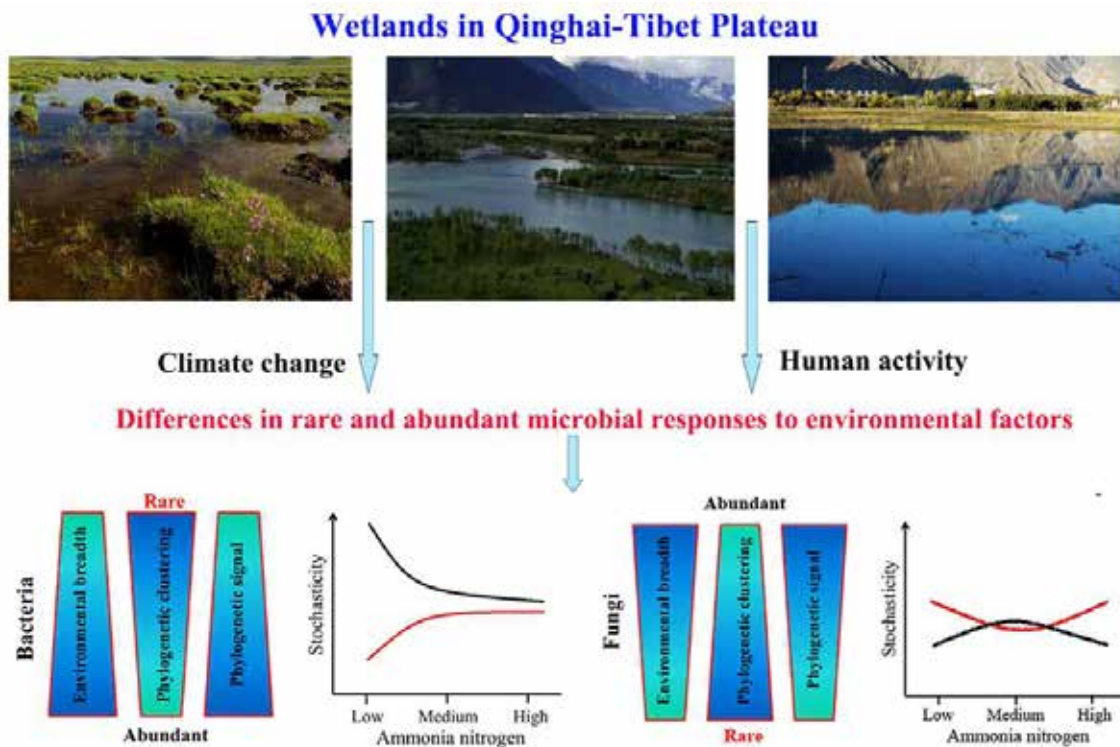 Wetlands in Qinghai-Tibet Plateau
Climate change
Human activity
Differences in rare and abundant microbial responses to environmental factors
Bacteria
Rare
Environmental breadth
Phylogenetic clustering
Phylogenetic signal
Abundant
Stochasticity
Low
Medium
High
Ammonia nitrogen
Fungi
Abundant
Environmental breadth
Phylogenetic clustering
Phylogenetic signal
Rare
Stochasticity
Low
Medium
High
Ammonia nitrogen